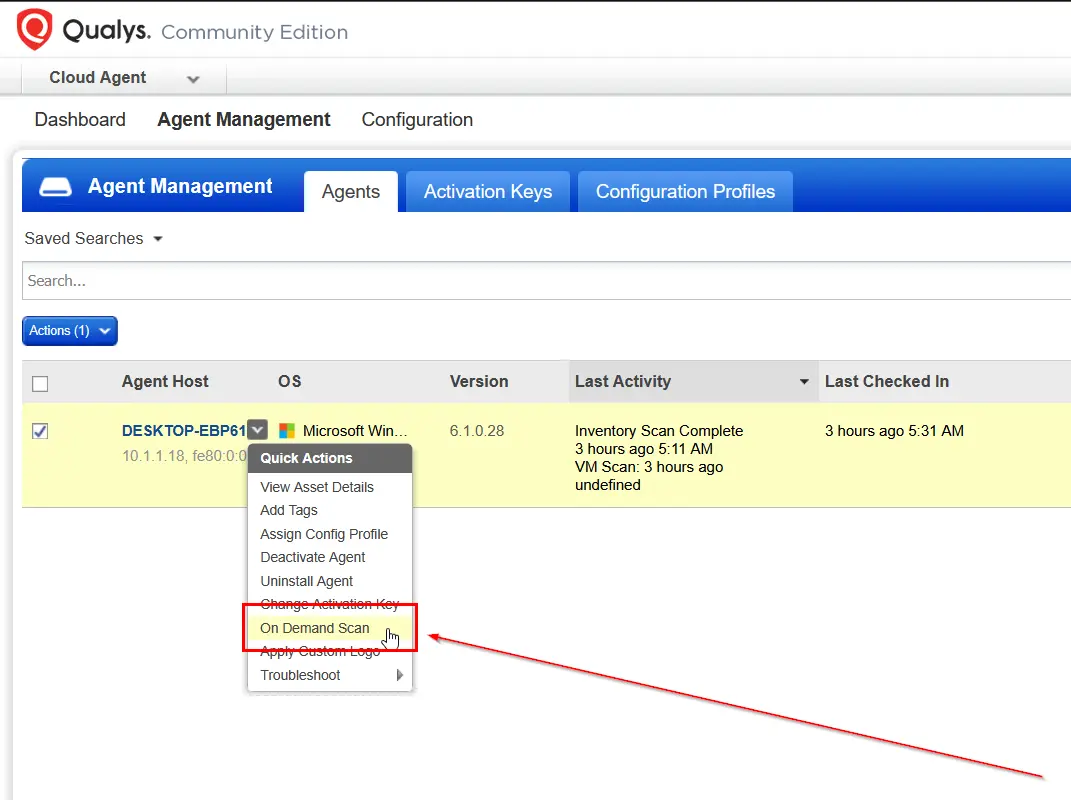 Qualys. Community Edition
Cloud Agent
Dashboard Agent Management Configuration
Agent Management Agents Activation Keys Configuration Profiles
Saved Searches
Search...
Actions (1)
Agent Host OS Version Last Activity Last Checked In
DESKTOP-EBP61 Microsoft Win... 6.1.0.28 Inventory Scan Complete 3 hours ago 5:31 AM
10.1.1.18, fe80:0:0 3 hours ago 5:11 AM
VM Scan: 3 hours ago
undefined
Quick Actions
View Asset Details
Add Tags
Assign Config Profile
Deactivate Agent
Uninstall Agent
Change Activation Key
On Demand Scan
Apply Custom Logo
Troubleshoot